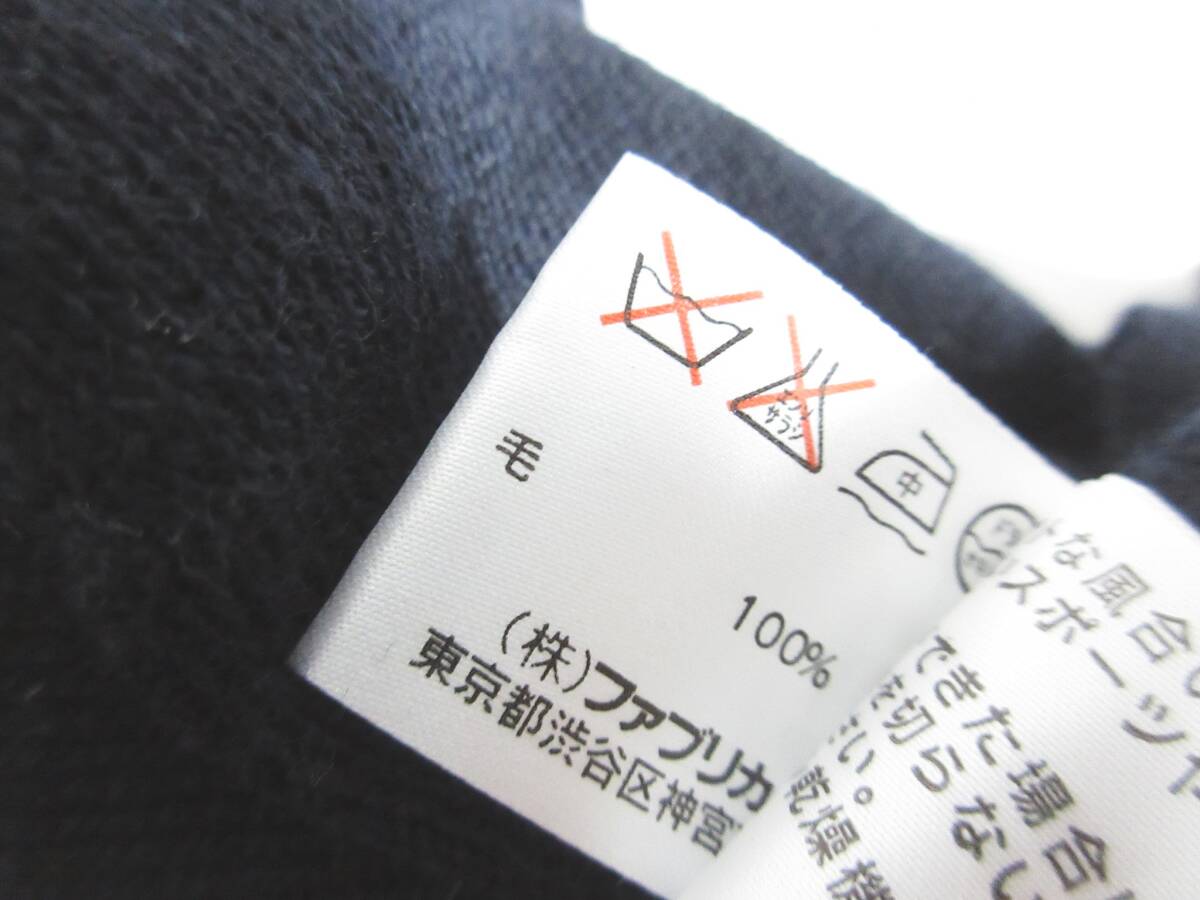 エンソ
サラシ
中
毛
100%
(株)ファブリカ
東京都渋谷区神宮
な風合い
スポーツや
できた場合
切らない
い。
乾燥機